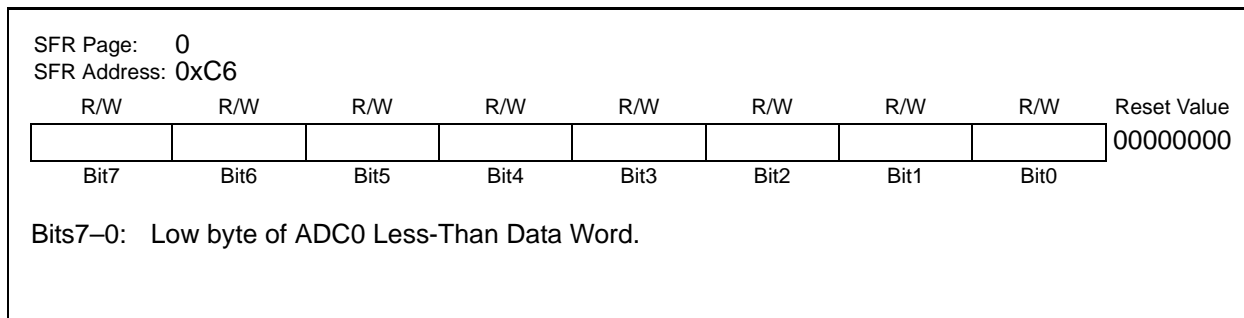 SFR Page: 0
SFR Address: 0xC6
R/W R/W R/W R/W R/W R/W R/W R/W Reset Value
00000000
Bit7 Bit6 Bit5 Bit4 Bit3 Bit2 Bit1 Bit0
Bits7–0: Low byte of ADC0 Less-Than Data Word.